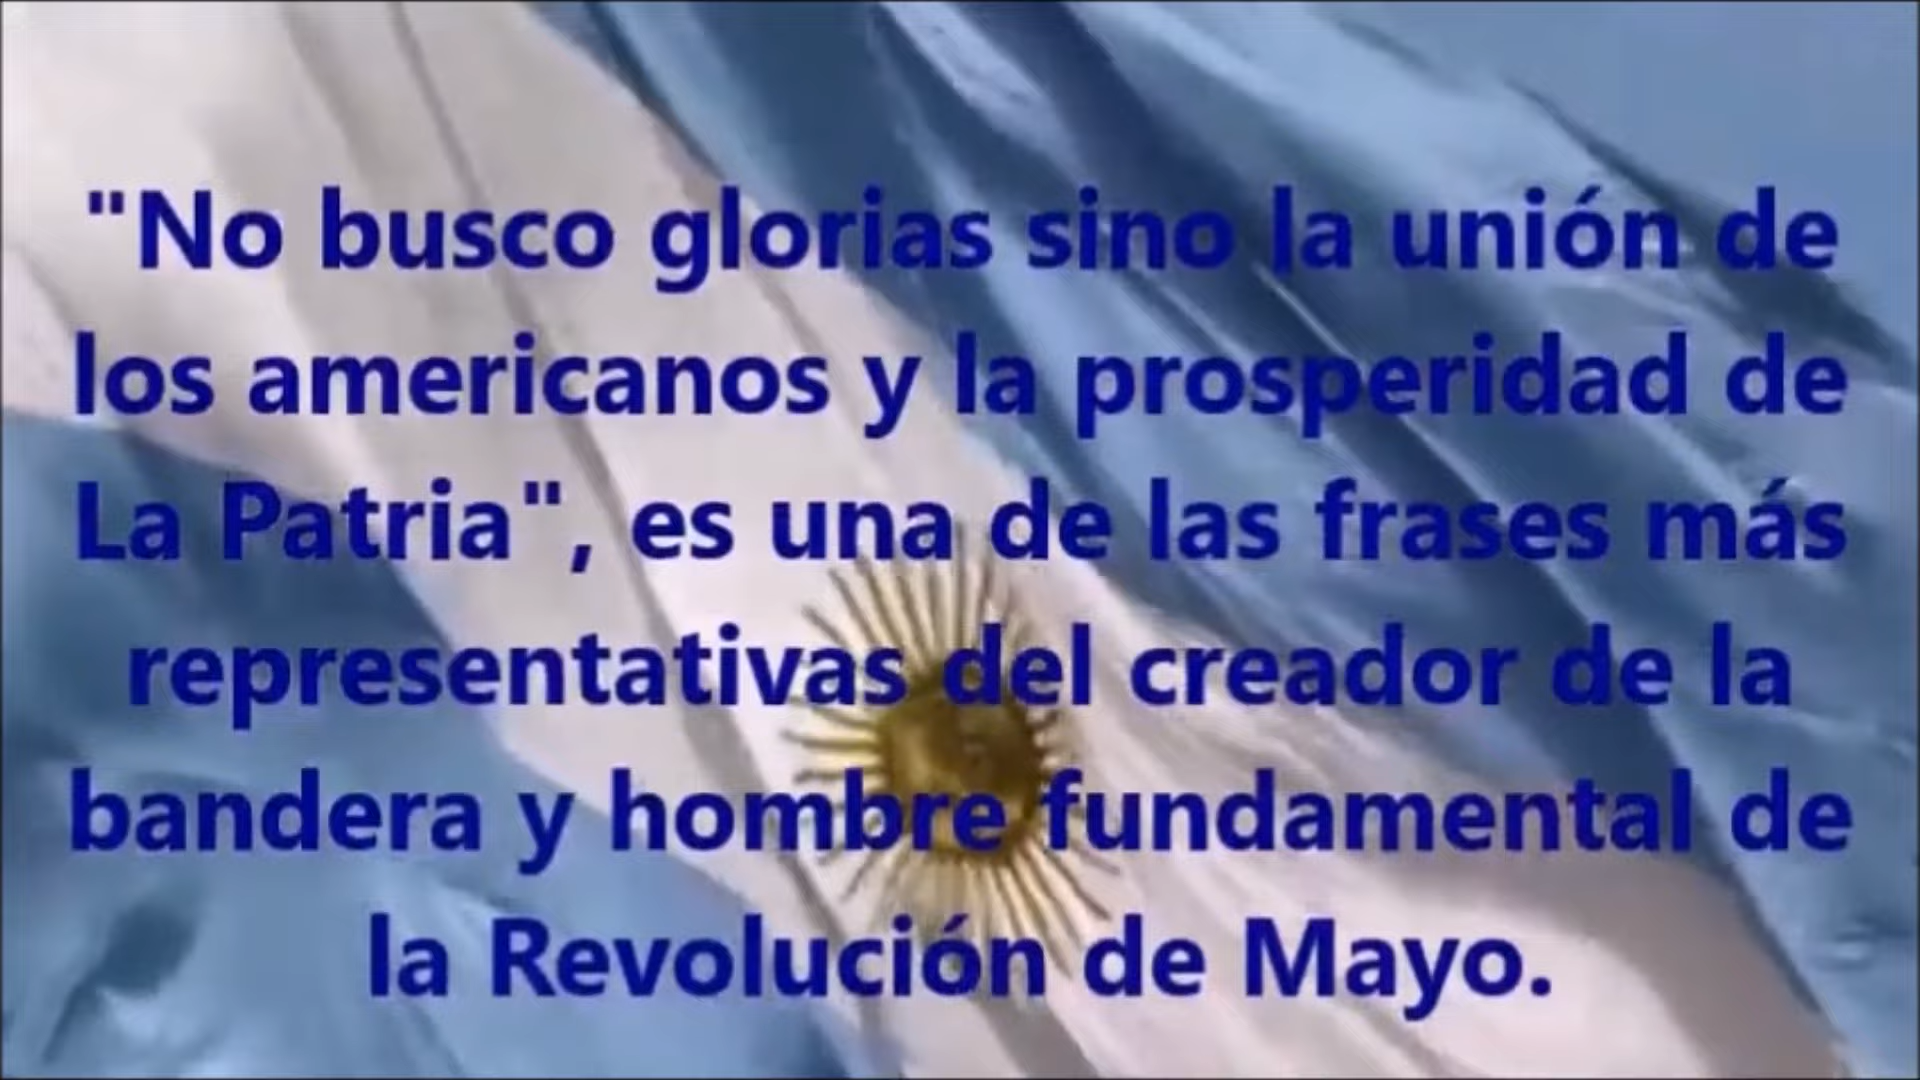 "No busco glorias sino la unión de
los americanos y la prosperidad de
La Patria", es una de las frases más
representativas del creador de la
bandera y hombre fundamental de
la Revolución de Mayo.